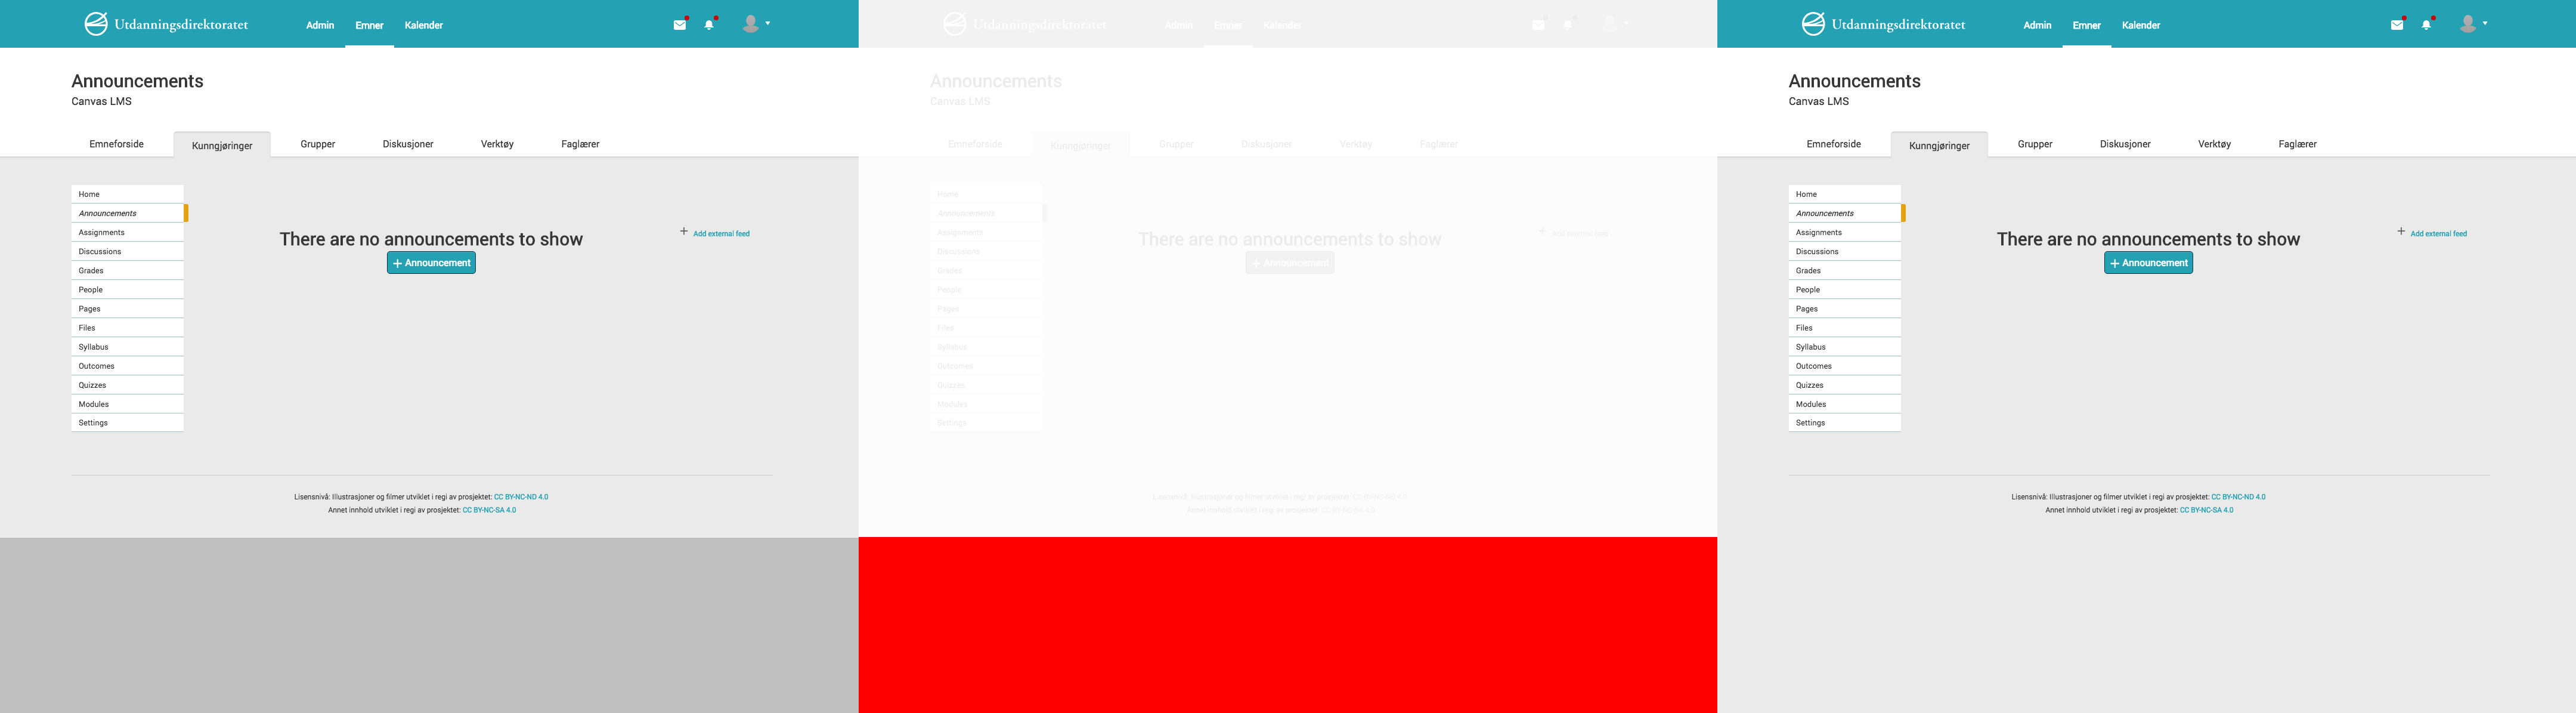 Utdanningsdirektoratet Admin Emner Kalender
Announcements
Canvas LMS
Emneforside Kunngjøringer Grupper Diskusjoner Verktøy Faglærer
Home
Announcements
Assignments
Discussions
Grades
People
Pages
Files
Syllabus
Outcomes
Quizzes
Modules
Settings
There are no announcements to show
+ Announcement
+ Add external feed
Lisensnivå: Illustrasjoner og filmer utviklet i regi av prosjektet: CC BY-NC-ND 4.0
Annet innhold utviklet i regi av prosjektet: CC BY-NC-SA 4.0
Utdanningsdirektoratet Admin Emner Kalender
Announcements
Canvas LMS
Emneforside Kunngjøringer Grupper Diskusjoner Verktøy Faglærer
Home
Announcements
Assignments
Discussions
Grades
People
Pages
Files
Syllabus
Outcomes
Quizzes
Modules
Settings
There are no announcements to show
+ Announcement
+ Add external feed
Lisensnivå: Illustrasjoner og filmer utviklet i regi av prosjektet: CC BY-NC-ND 4.0
Annet innhold utviklet i regi av prosjektet: CC BY-NC-SA 4.0
Utdanningsdirektoratet Admin Emner Kalender
Announcements
Canvas LMS
Emneforside Kunngjøringer Grupper Diskusjoner Verktøy Faglærer
Home
Announcements
Assignments
Discussions
Grades
People
Pages
Files
Syllabus
Outcomes
Quizzes
Modules
Settings
There are no announcements to show
+ Announcement
+ Add external feed
Lisensnivå: Illustrasjoner og filmer utviklet i regi av prosjektet: CC BY-NC-ND 4.0
Annet innhold utviklet i regi av prosjektet: CC BY-NC-SA 4.0